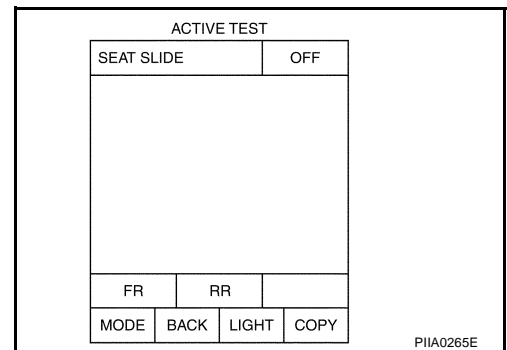 ACTIVE TEST
SEAT SLIDE OFF
FR RR
MODE BACK LIGHT COPY
PIIA0265E